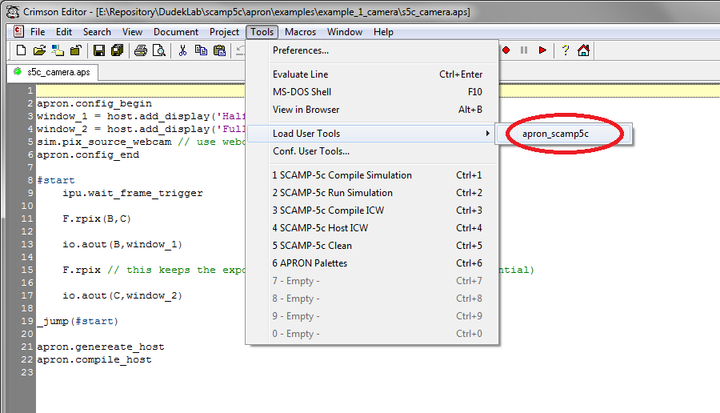 Crimson Editor - [E:\Repository\DudekLab\scamp5c\apron\examples\example_1_camera\s5c_camera.aps]
File Edit Search View Document Project Tools Macros Window Help
s5c_camera.aps
Preferences...
Evaluate Line Ctrl+Enter
MS-DOS Shell F10
View in Browser Alt+B
Load User Tools
apron_scamp5c
Conf. User Tools...
1 SCAMP-5c Compile Simulation Ctrl+1
2 SCAMP-5c Run Simulation Ctrl+2
3 SCAMP-5c Compile ICW Ctrl+3
4 SCAMP-5c Host ICW Ctrl+4
5 SCAMP-5c Clean Ctrl+5
6 APRON Palettes Ctrl+6
7 - Empty - Ctrl+7
8 - Empty - Ctrl+8
9 - Empty - Ctrl+9
0 - Empty - Ctrl+0
1
2 apron.config_begin
3 window_1 = host.add_display('Half
4 window_2 = host.add_display('Full
5 sim.pix_source_webcam // use webc
6 apron.config_end
7
8 #start
9 ipu.wait_frame_trigger
10
11 F.rpix(B,C)
12
13 io.aout(B,window_1)
14
15 F.rpix // this keeps the expo ntial)
16
17 io.aout(C,window_2)
18
19 _jump(#start)
20
21 apron.genereate_host
22 apron.compile_host
23